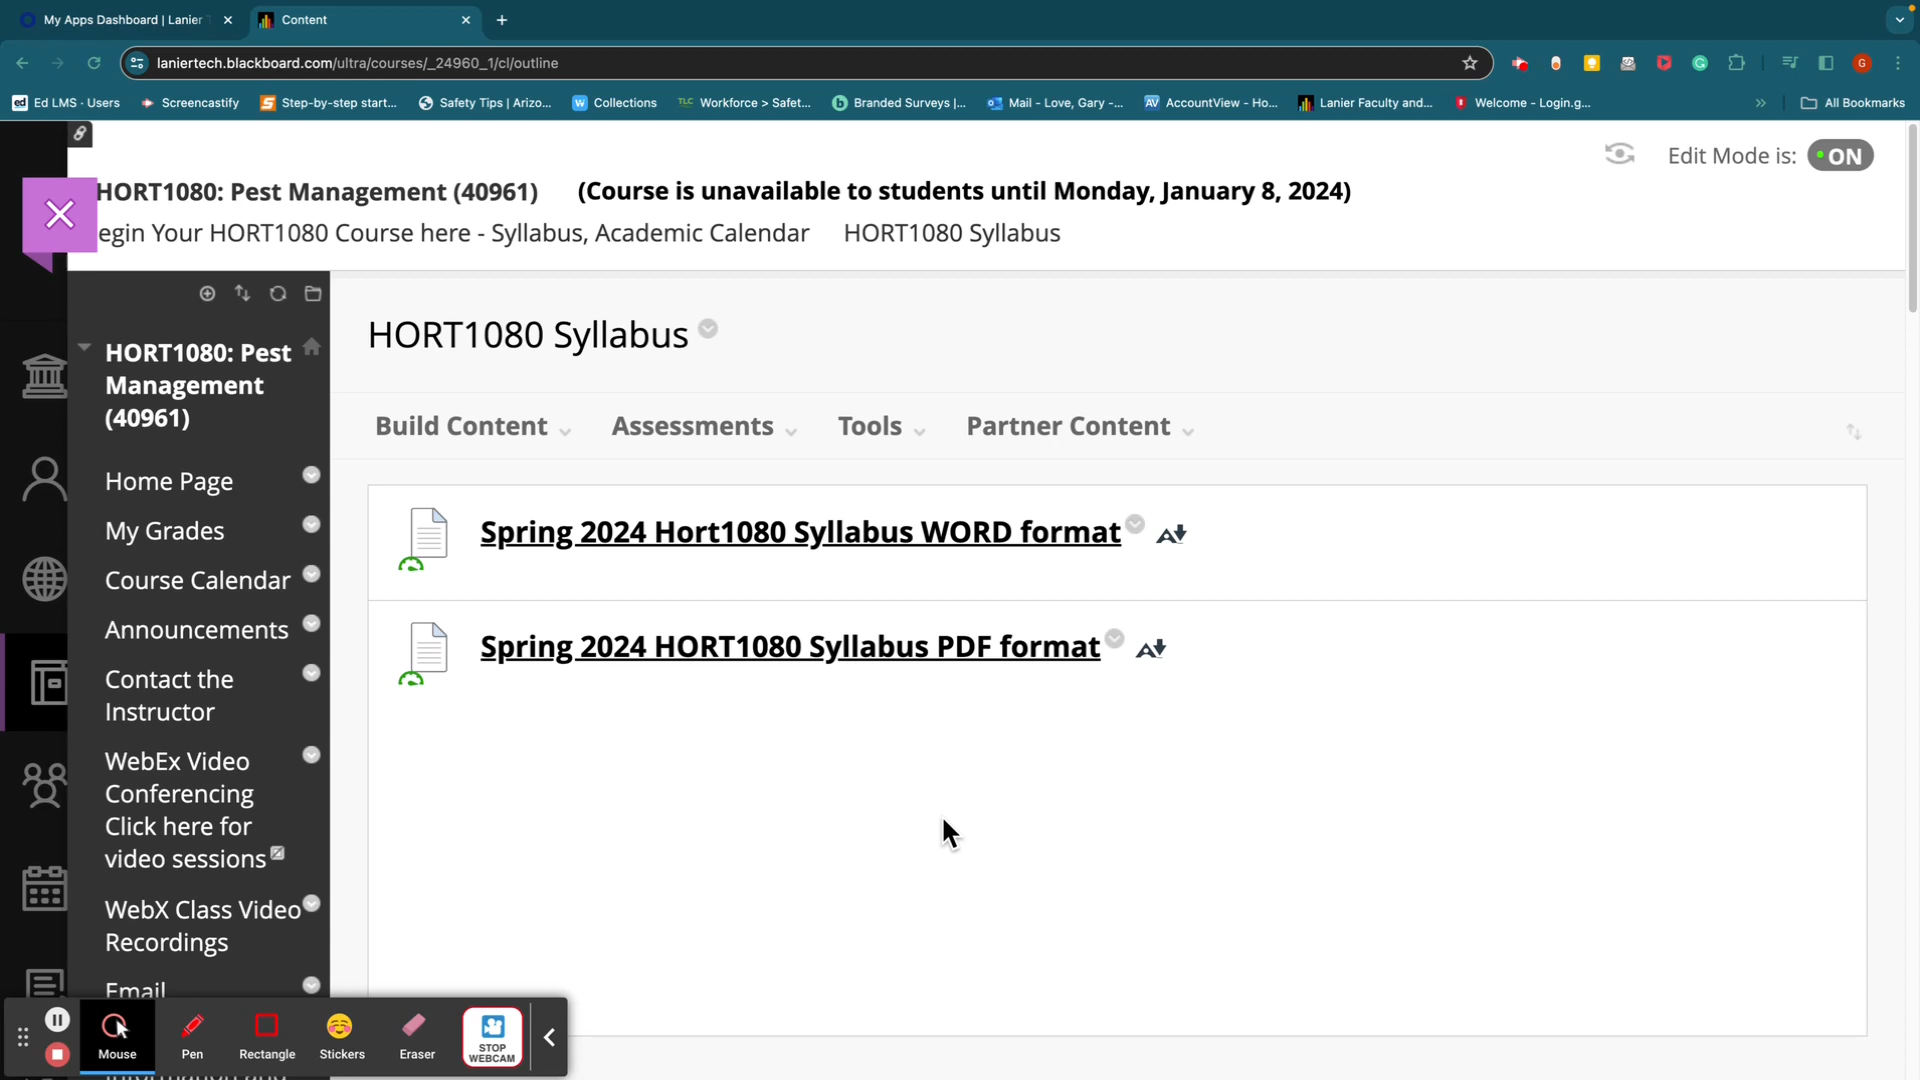 My Apps Dashboard | Lanier
Content
laniertech.blackboard.com/ultra/courses/_24960_1/cl/outline
G
Ed LMS - Users
Screencastify
Step-by-step start...
Safety Tips | Arizo...
Collections
Workforce > Safet...
Branded Surveys |...
Mail - Love, Gary -...
AccountView - Ho...
Lanier Faculty and...
Welcome - Login.g...
All Bookmarks
Edit Mode is: ON
HORT1080: Pest Management (40961) (Course is unavailable to students until Monday, January 8, 2024)
egin Your HORT1080 Course here - Syllabus, Academic Calendar HORT1080 Syllabus
HORT1080: Pest
Management
(40961)
Home Page
My Grades
Course Calendar
Announcements
Contact the
Instructor
WebEx Video
Conferencing
Click here for
video sessions
WebX Class Video
Recordings
Email
HORT1080 Syllabus
Build Content
Assessments
Tools
Partner Content
Spring 2024 Hort1080 Syllabus WORD format
Spring 2024 HORT1080 Syllabus PDF format
Mouse
Pen
Rectangle
Stickers
Eraser
STOP
WEBCAM